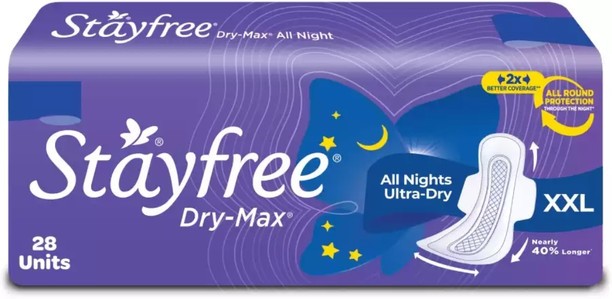 Stayfree® Dry-Max® All Night
2x
BETTER COVERAGE**
ALL ROUND
PROTECTION
THROUGH THE NIGHT^
Stayfree®
Dry-Max®
All Nights
Ultra-Dry
XXL
Nearly
40% Longer*
28
Units